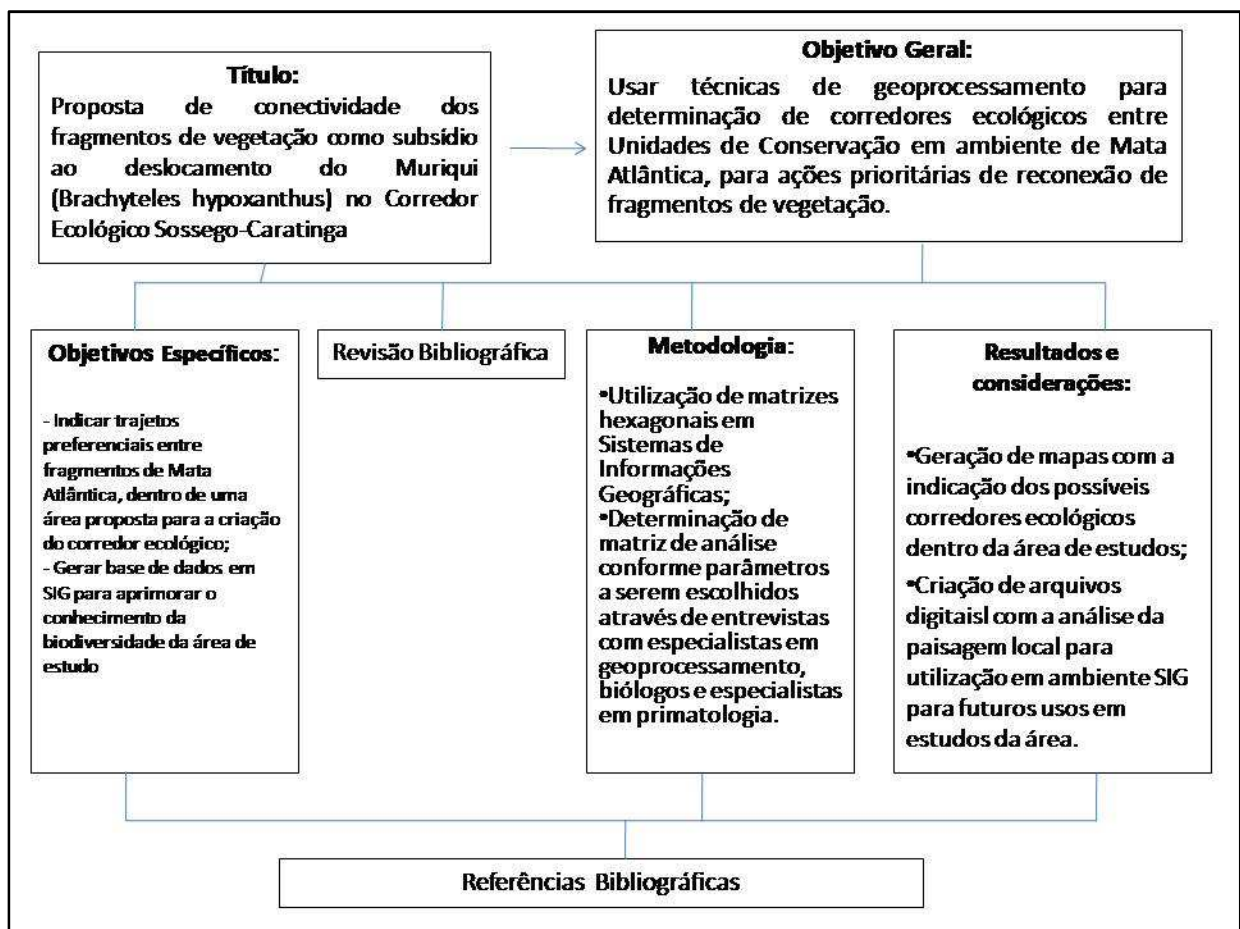 Título:
Proposta de conectividade dos
fragmentos de vegetação como subsídio
ao deslocamento do Muriqui
(Brachyteles hypoxanthus) no Corredor
Ecológico Sossego-Caratinga
Objetivo Geral:
Usar técnicas de geoprocessamento para
determinação de corredores ecológicos entre
Unidades de Conservação em ambiente de Mata
Atlântica, para ações prioritárias de reconexão de
fragmentos de vegetação.
Objetivos Específicos:
- Indicar trajetos
preferenciais entre
fragmentos de Mata
Atlântica, dentro de uma
área proposta para a criação
do corredor ecológico;
- Gerar base de dados em
SIG para aprimorar o
conhecimento da
biodiversidade da área de
estudo
Revisão Bibliográfica
Metodologia:
•Utilização de matrizes
hexagonais em
Sistemas de
Informações
Geográficas;
•Determinação de
matriz de análise
conforme parâmetros
a serem escolhidos
através de entrevistas
com especialistas em
geoprocessamento,
biólogos e especialistas
em primatologia.
Resultados e
considerações:
•Geração de mapas com a
indicação dos possíveis
corredores ecológicos
dentro da área de estudos;
•Criação de arquivos
digitaisl com a análise da
paisagem local para
utilização em ambiente SIG
para futuros usos em
estudos da área.
Referências Bibliográficas